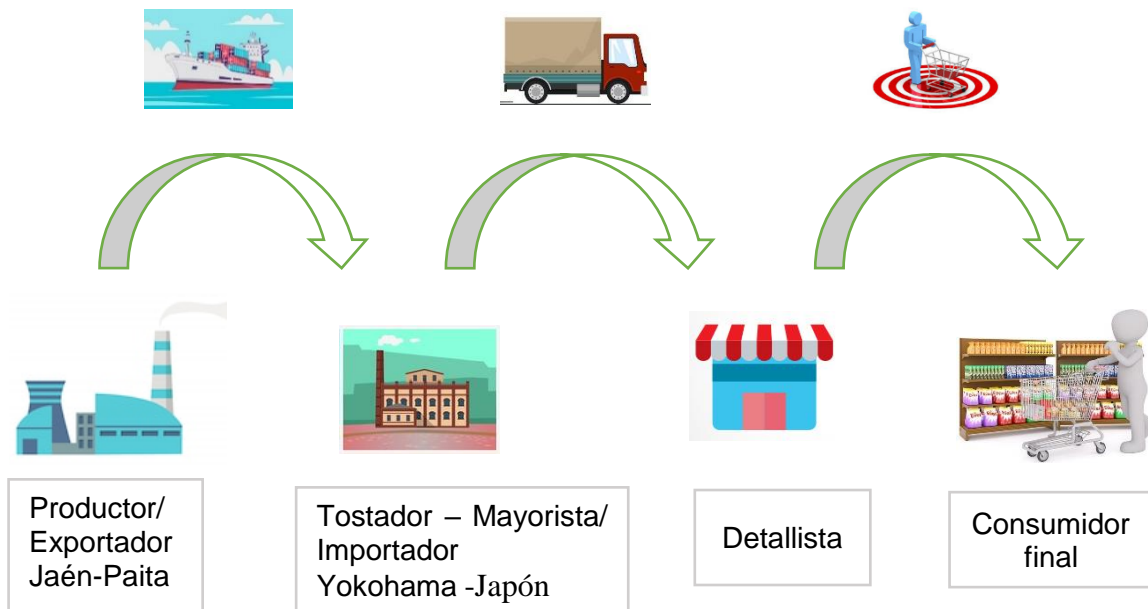 Productor/
Exportador
Jaén-Paita
Tostador – Mayorista/
Importador
Yokohama -Japón
Detallista
Consumidor
final